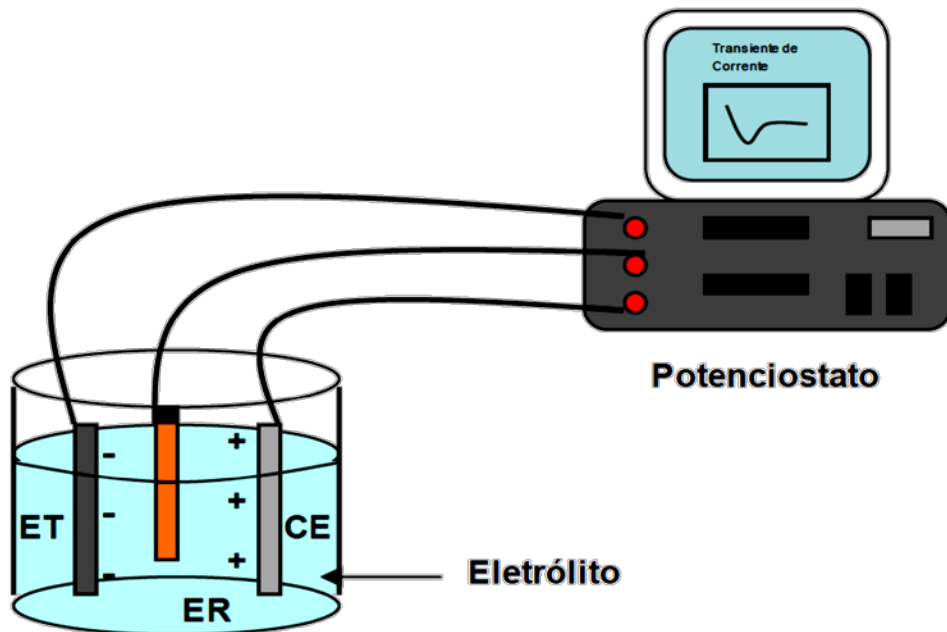 Transiente de
Corrente
Potenciostato
ET
CE
Eletrólito
ER